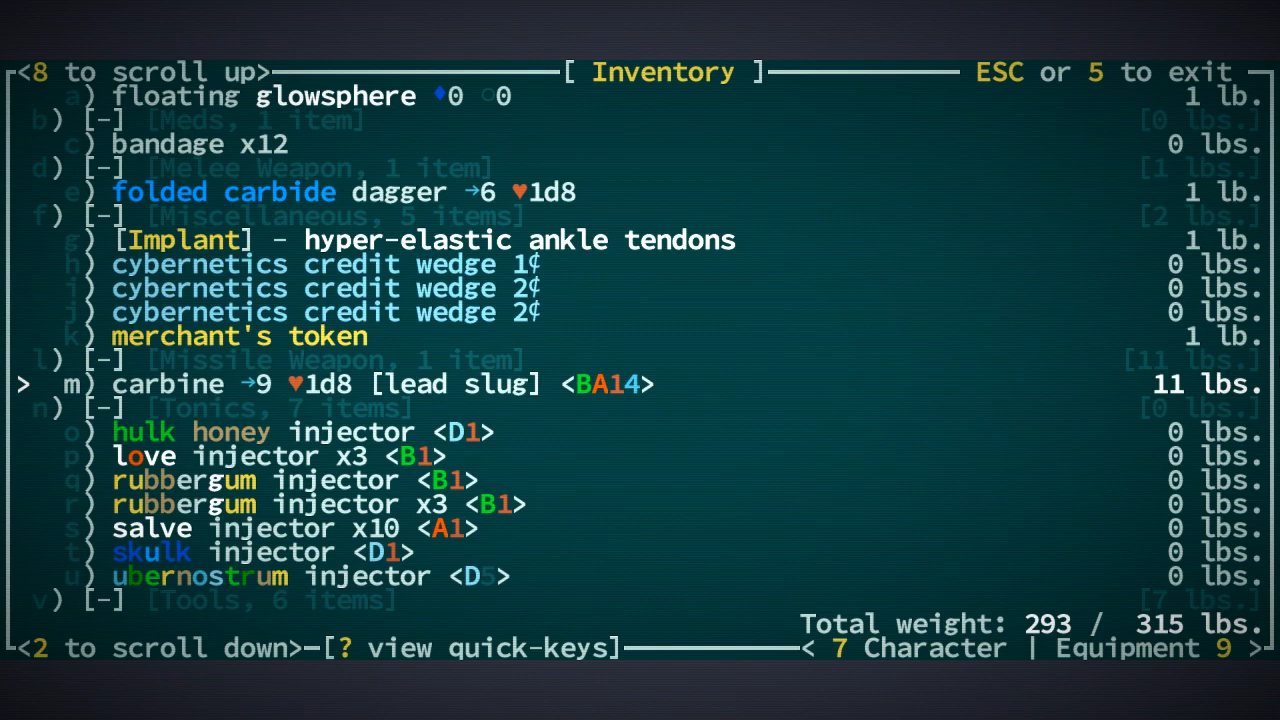 <8 to scroll up> [ Inventory ] ESC or 5 to exit
a) floating glowsphere ♦0 ○0 1 lb.
b) [-] [Meds, 1 item] [0 lbs.]
c) bandage x12 0 lbs.
d) [-] [Melee Weapon, 1 item] [1 lbs.]
e) folded carbide dagger →6 ♥1d8 1 lb.
f) [-] [Miscellaneous, 5 items] [2 lbs.]
g) [Implant] - hyper-elastic ankle tendons 1 lb.
h) cybernetics credit wedge 1¢ 0 lbs.
i) cybernetics credit wedge 2¢ 0 lbs.
j) cybernetics credit wedge 2¢ 0 lbs.
k) merchant's token 1 lb.
l) [-] [Missile Weapon, 1 item] [11 lbs.]
> m) carbine →9 ♥1d8 [lead slug] <BA14> 11 lbs.
n) [-] [Tonics, 7 items] [0 lbs.]
o) hulk honey injector <D1> 0 lbs.
p) love injector x3 <B1> 0 lbs.
q) rubbergum injector <B1> 0 lbs.
r) rubbergum injector x3 <B1> 0 lbs.
s) salve injector x10 <A1> 0 lbs.
t) skulk injector <D1> 0 lbs.
u) ubernostrum injector <D5> 0 lbs.
v) [-] [Tools, 6 items] [7 lbs.]
Total weight: 293 / 315 lbs.
<2 to scroll down> [? view quick-keys] < 7 Character | Equipment 9 >